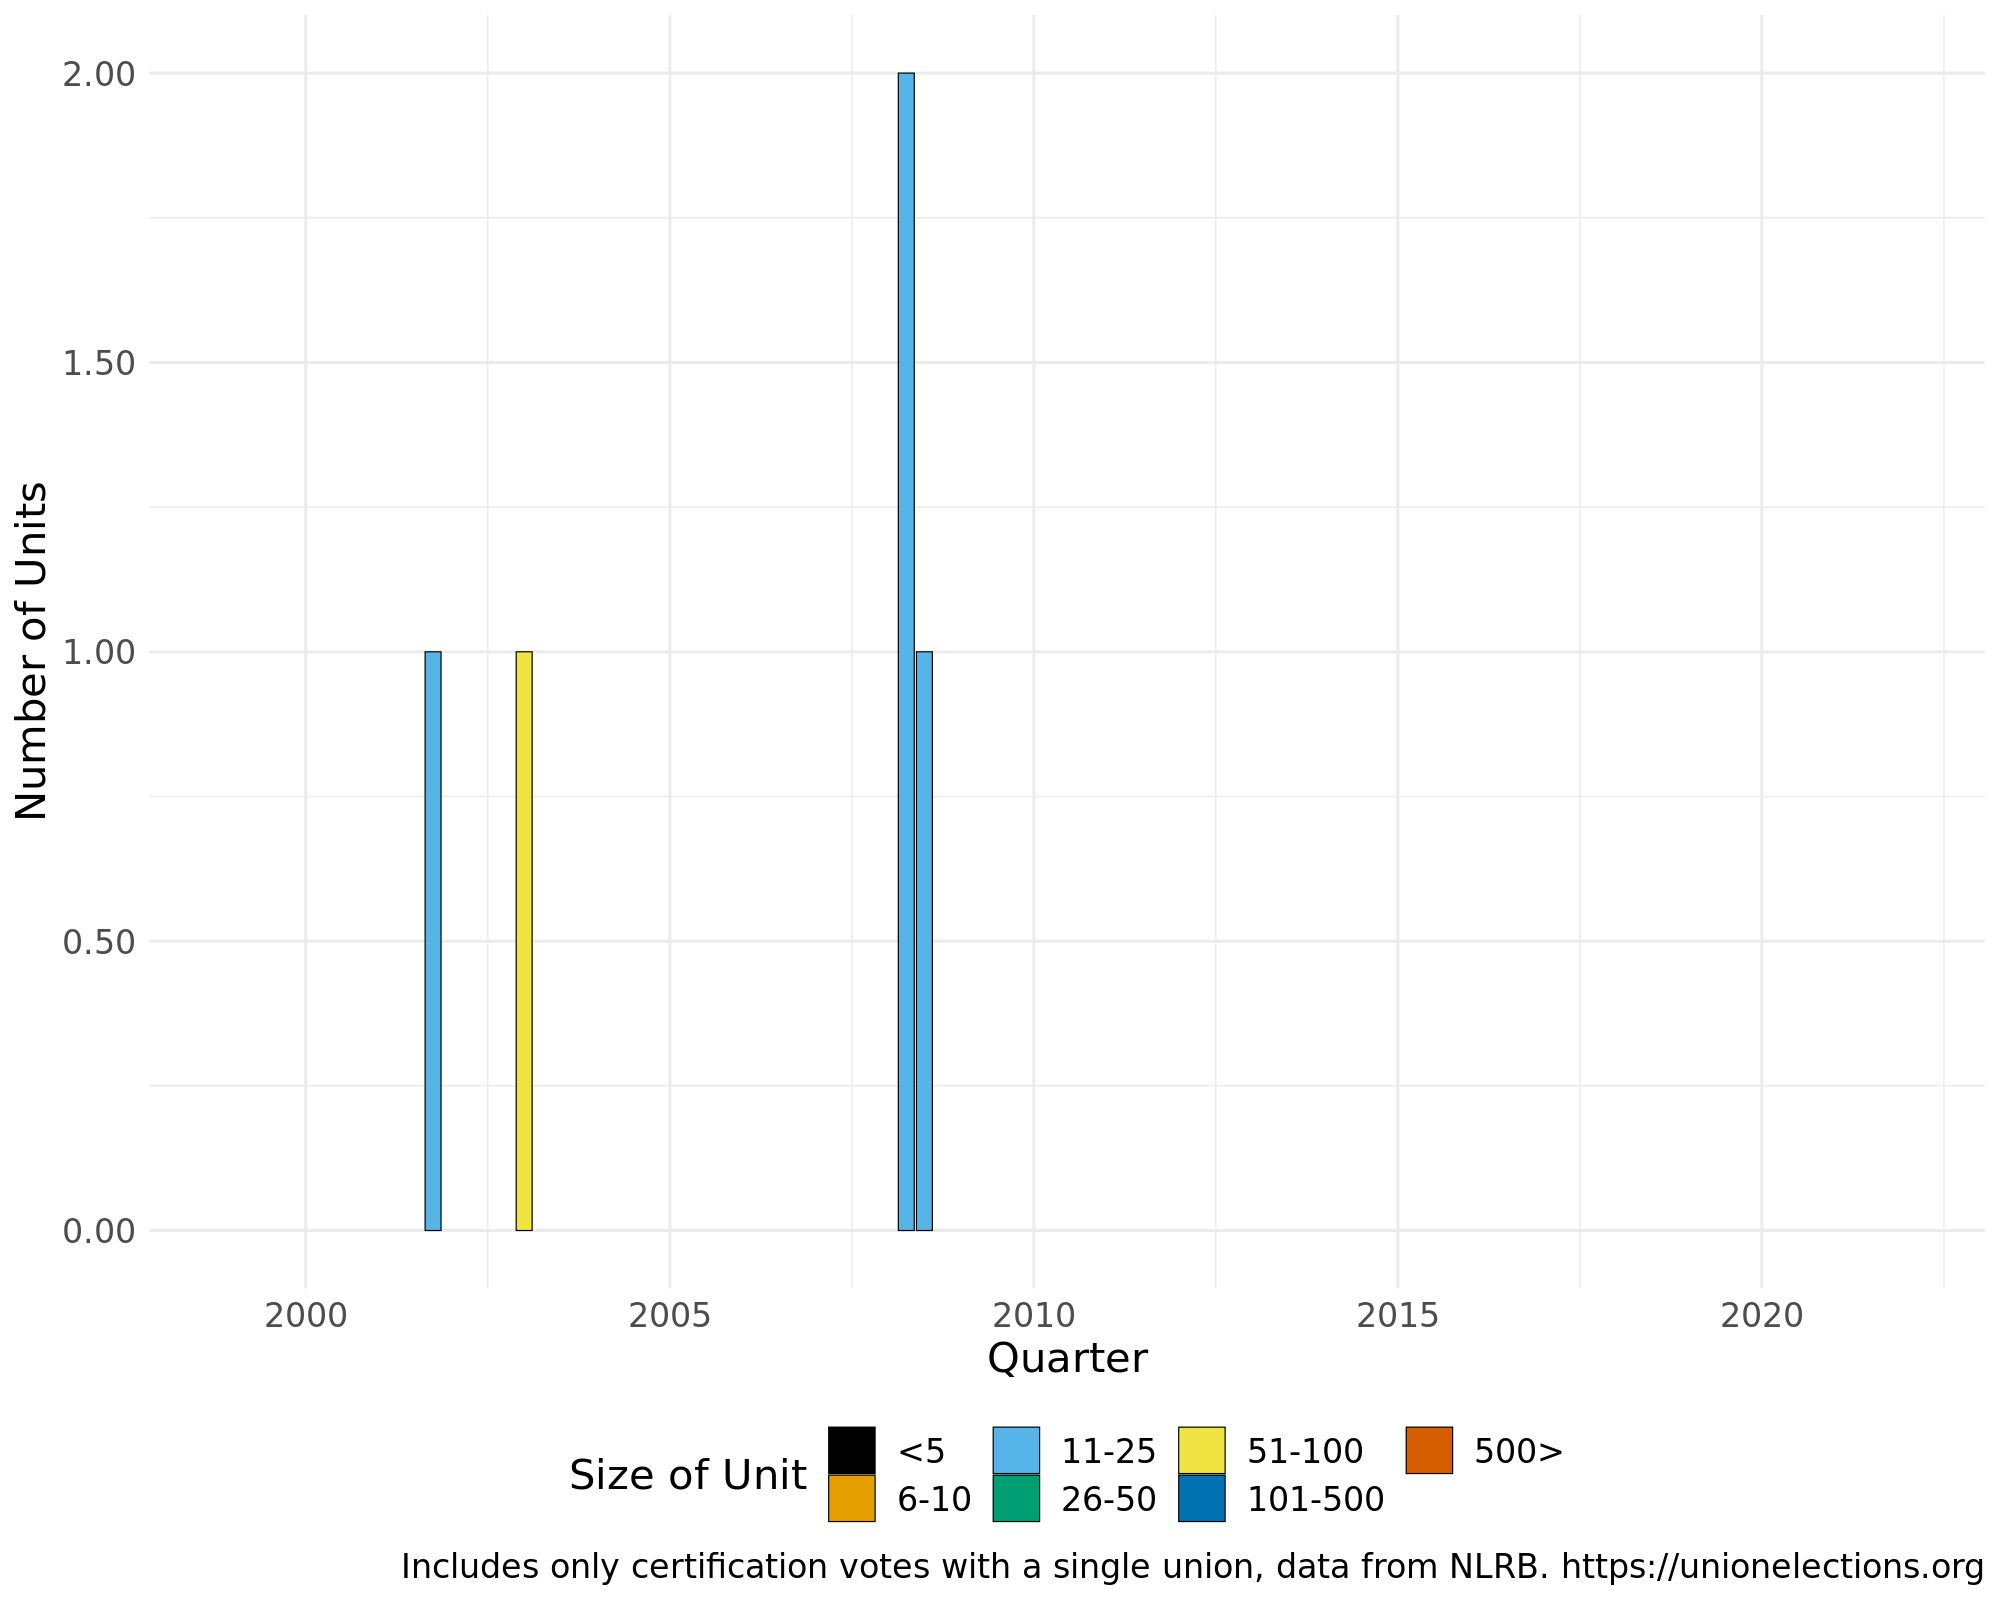 2.00
1.50
1.00
0.50
0.00
Number of Units
2000 2005 2010 2015 2020
Quarter
Size of Unit
<5 11-25 51-100 500>
6-10 26-50 101-500
Includes only certification votes with a single union, data from NLRB. https://unionelections.org